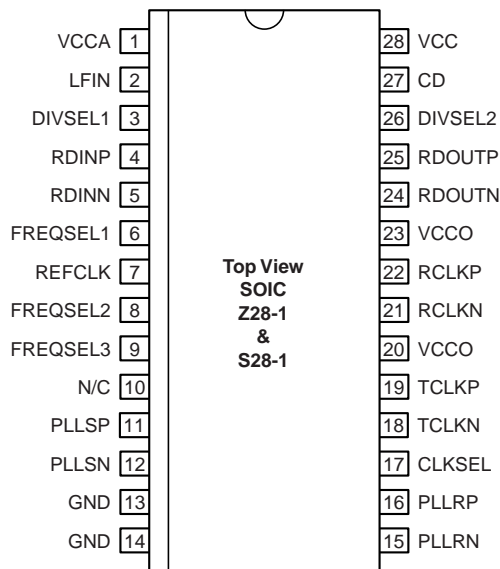 VCCA 1
LFIN 2
DIVSEL1 3
RDINP 4
RDINN 5
FREQSEL1 6
REFCLK 7
FREQSEL2 8
FREQSEL3 9
N/C 10
PLLSP 11
PLLSN 12
GND 13
GND 14
Top View
SOIC
Z28-1
&
S28-1
28 VCC
27 CD
26 DIVSEL2
25 RDOUTP
24 RDOUTN
23 VCCO
22 RCLKP
21 RCLKN
20 VCCO
19 TCLKP
18 TCLKN
17 CLKSEL
16 PLLRP
15 PLLRN